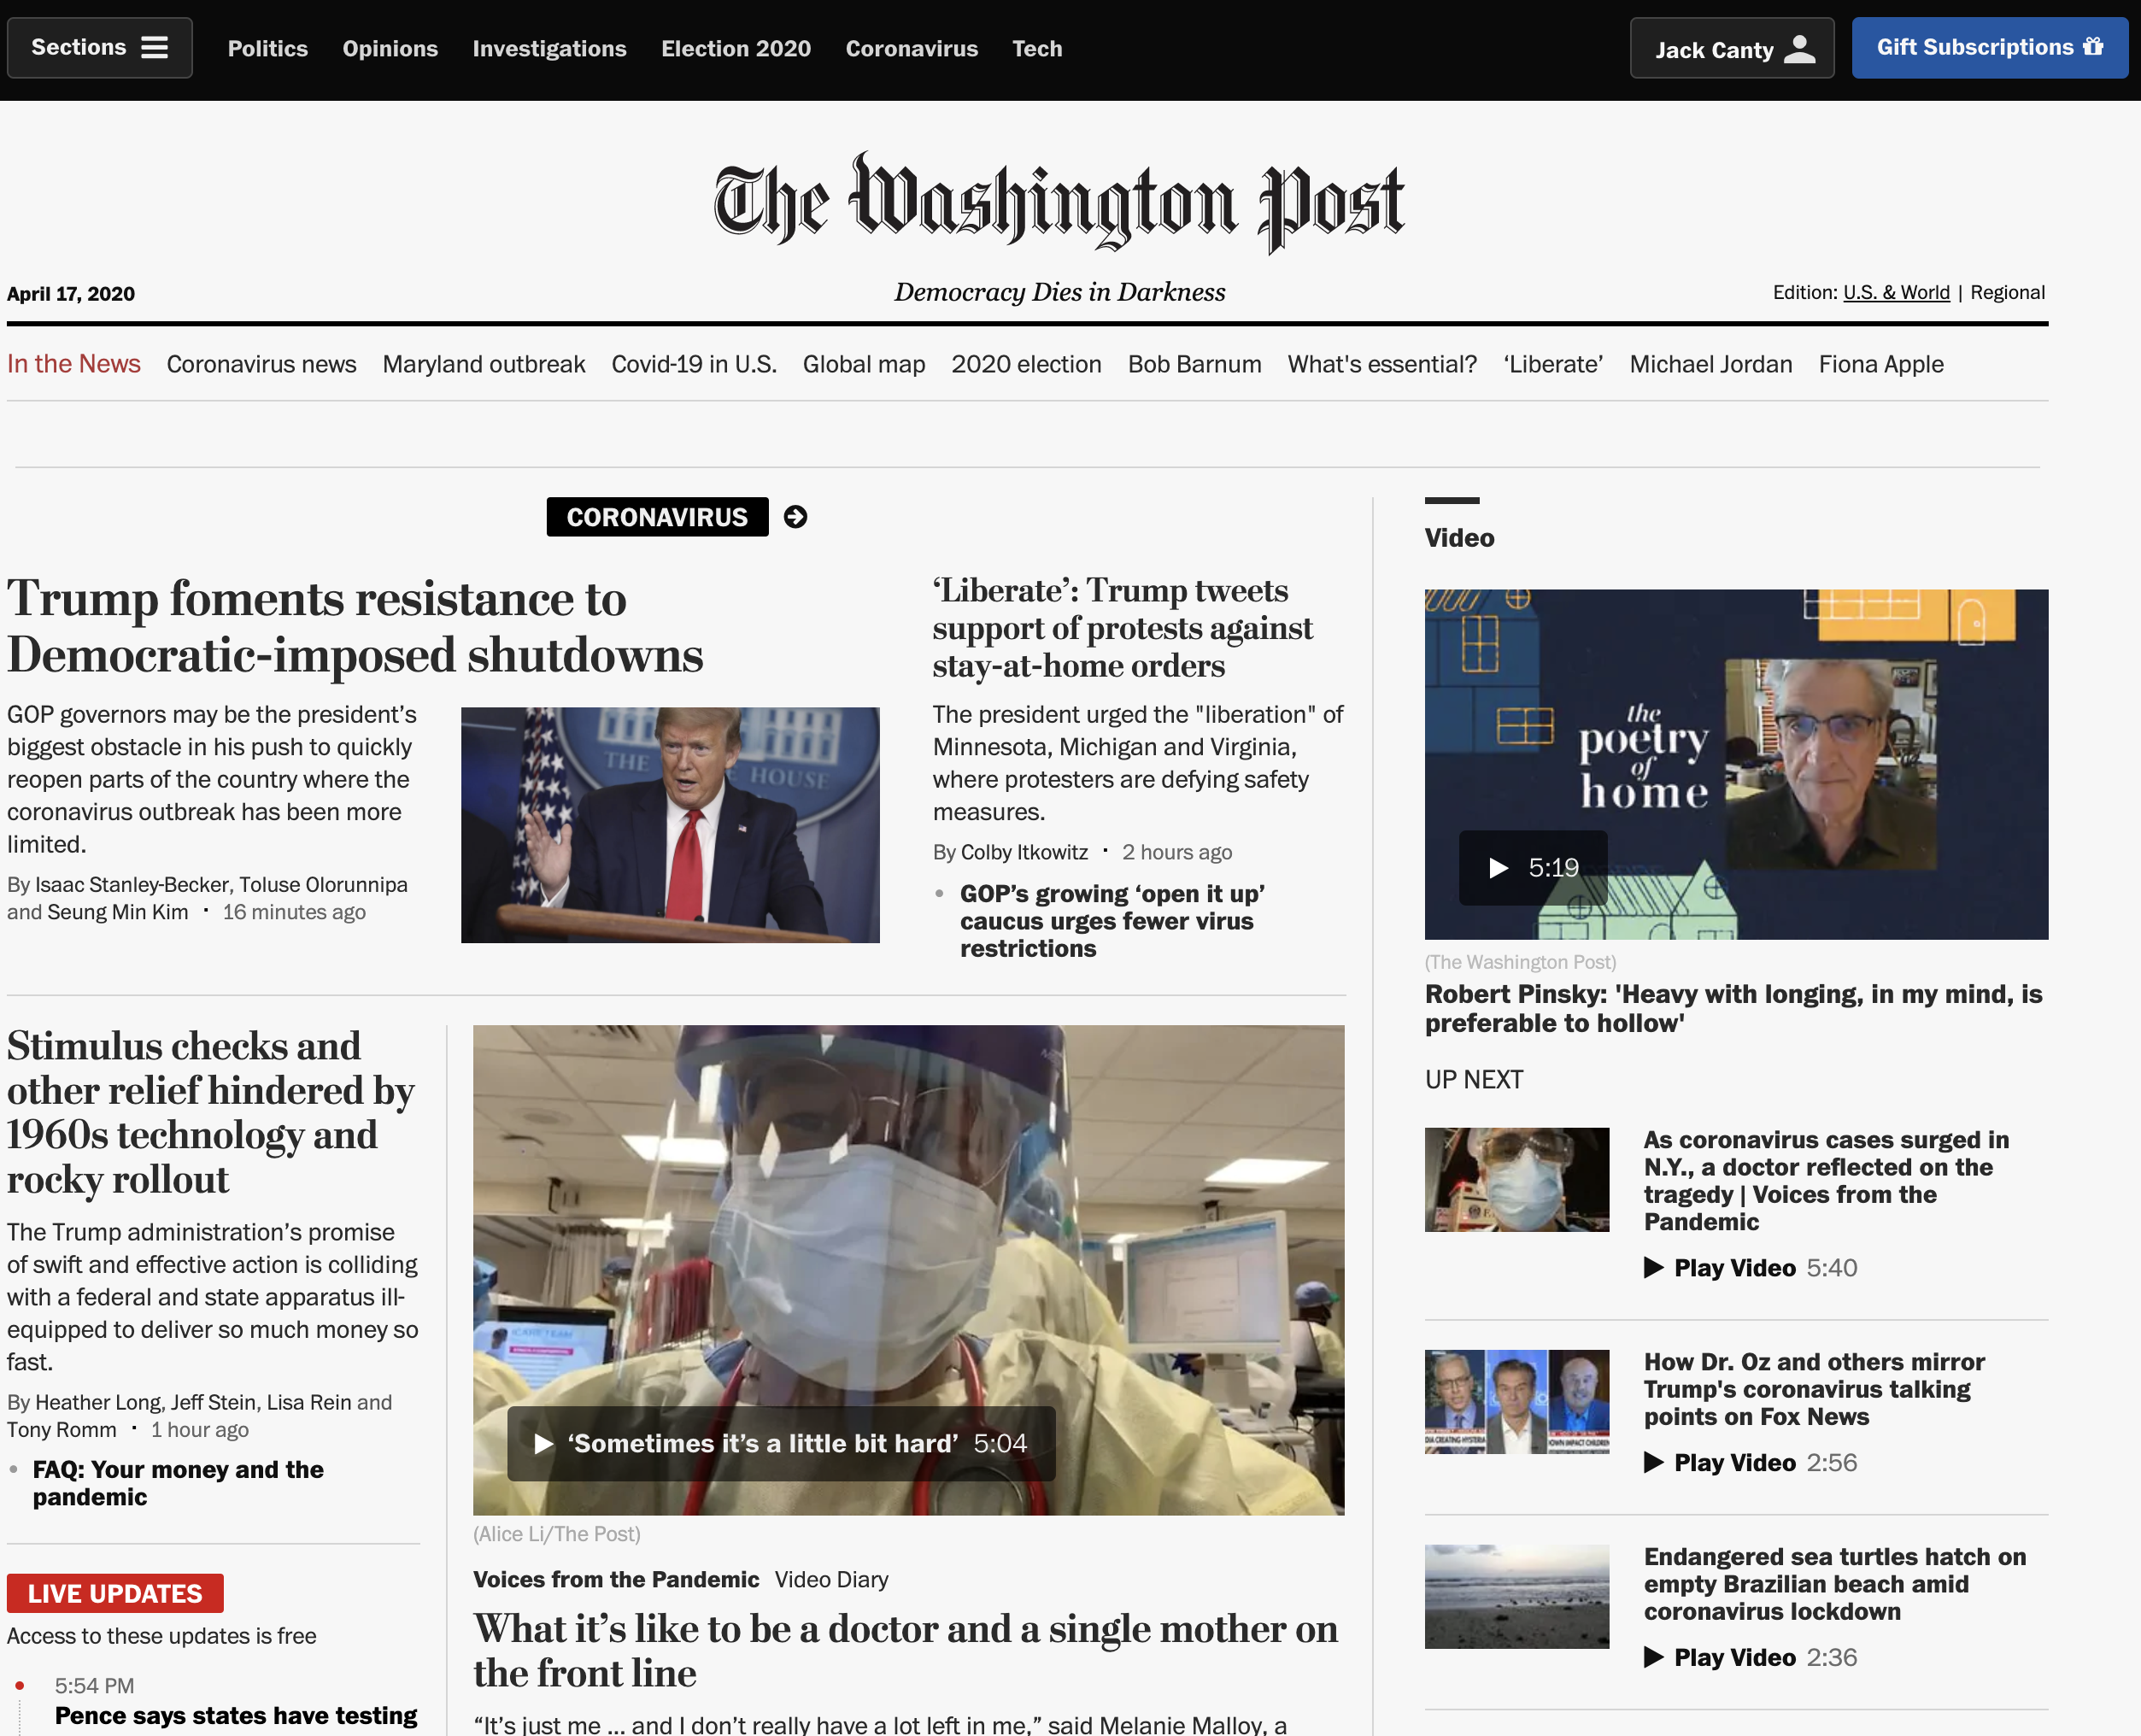 Sections
Politics
Opinions
Investigations
Election 2020
Coronavirus
Tech
Jack Canty
Gift Subscriptions
The Washington Post
April 17, 2020
Democracy Dies in Darkness
Edition: U.S. & World | Regional
In the News
Coronavirus news
Maryland outbreak
Covid-19 in U.S.
Global map
2020 election
Bob Barnum
What's essential?
‘Liberate’
Michael Jordan
Fiona Apple
CORONAVIRUS
Trump foments resistance to
Democratic-imposed shutdowns
GOP governors may be the president’s
biggest obstacle in his push to quickly
reopen parts of the country where the
coronavirus outbreak has been more
limited.
By Isaac Stanley-Becker, Toluse Olorunnipa
and Seung Min Kim • 16 minutes ago
THE
HOUSE
‘Liberate’: Trump tweets
support of protests against
stay-at-home orders
The president urged the "liberation" of
Minnesota, Michigan and Virginia,
where protesters are defying safety
measures.
By Colby Itkowitz • 2 hours ago
• GOP’s growing ‘open it up’
caucus urges fewer virus
restrictions
Stimulus checks and
other relief hindered by
1960s technology and
rocky rollout
The Trump administration’s promise
of swift and effective action is colliding
with a federal and state apparatus ill-
equipped to deliver so much money so
fast.
By Heather Long, Jeff Stein, Lisa Rein and
Tony Romm • 1 hour ago
• FAQ: Your money and the
pandemic
LIVE UPDATES
Access to these updates is free
5:54 PM
Pence says states have testing
‘Sometimes it’s a little bit hard’ 5:04
(Alice Li/The Post)
Voices from the Pandemic Video Diary
What it’s like to be a doctor and a single mother on
the front line
“It’s just me ... and I don’t really have a lot left in me,” said Melanie Malloy, a
Video
the
poetry
of
home
5:19
(The Washington Post)
Robert Pinsky: 'Heavy with longing, in my mind, is
preferable to hollow'
UP NEXT
As coronavirus cases surged in
N.Y., a doctor reflected on the
tragedy | Voices from the
Pandemic
Play Video 5:40
How Dr. Oz and others mirror
Trump's coronavirus talking
points on Fox News
Play Video 2:56
Endangered sea turtles hatch on
empty Brazilian beach amid
coronavirus lockdown
Play Video 2:36